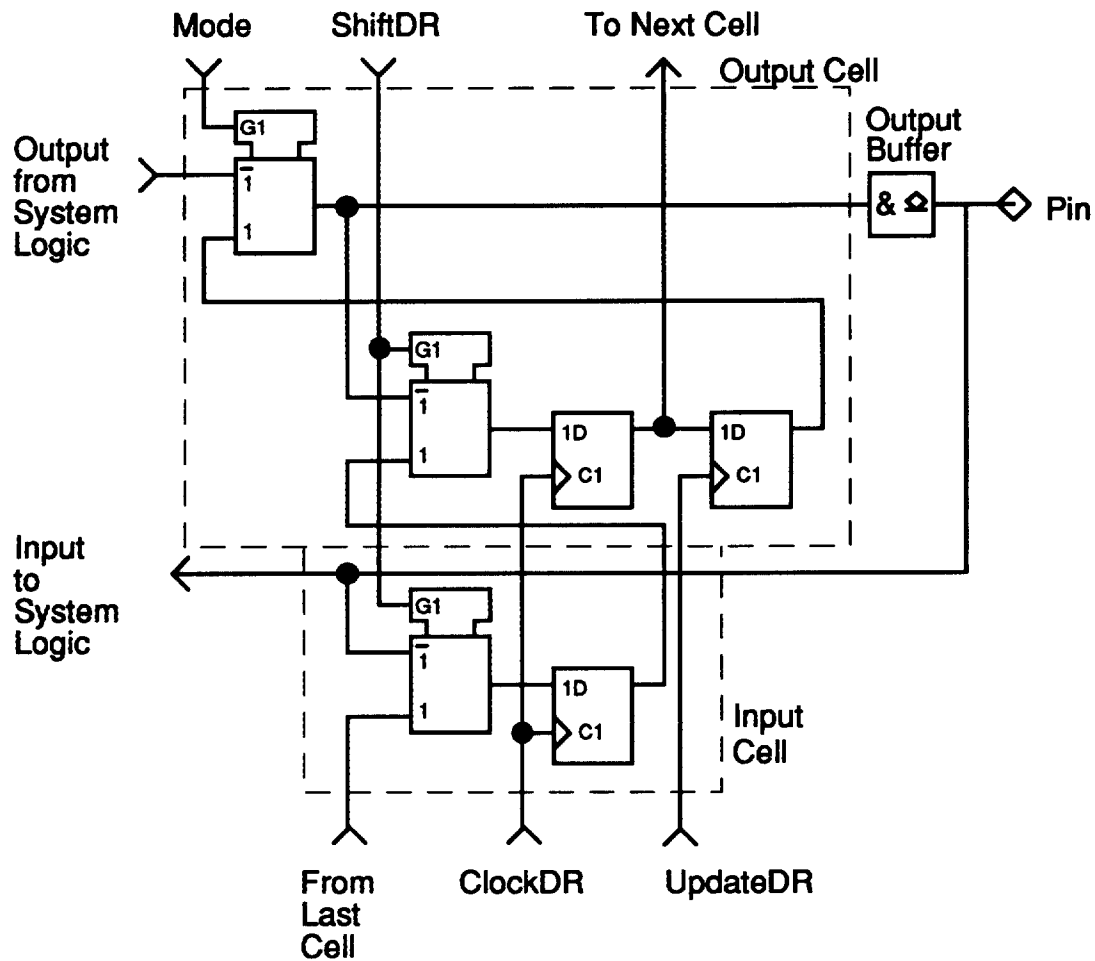 Mode
ShiftDR
To Next Cell
Output Cell
G1
Output
from
System
Logic
1
1
Output
Buffer
&
Pin
G1
1
1
1D
C1
1D
C1
Input
to
System
Logic
G1
1
1
1D
C1
Input
Cell
From
Last
Cell
ClockDR
UpdateDR